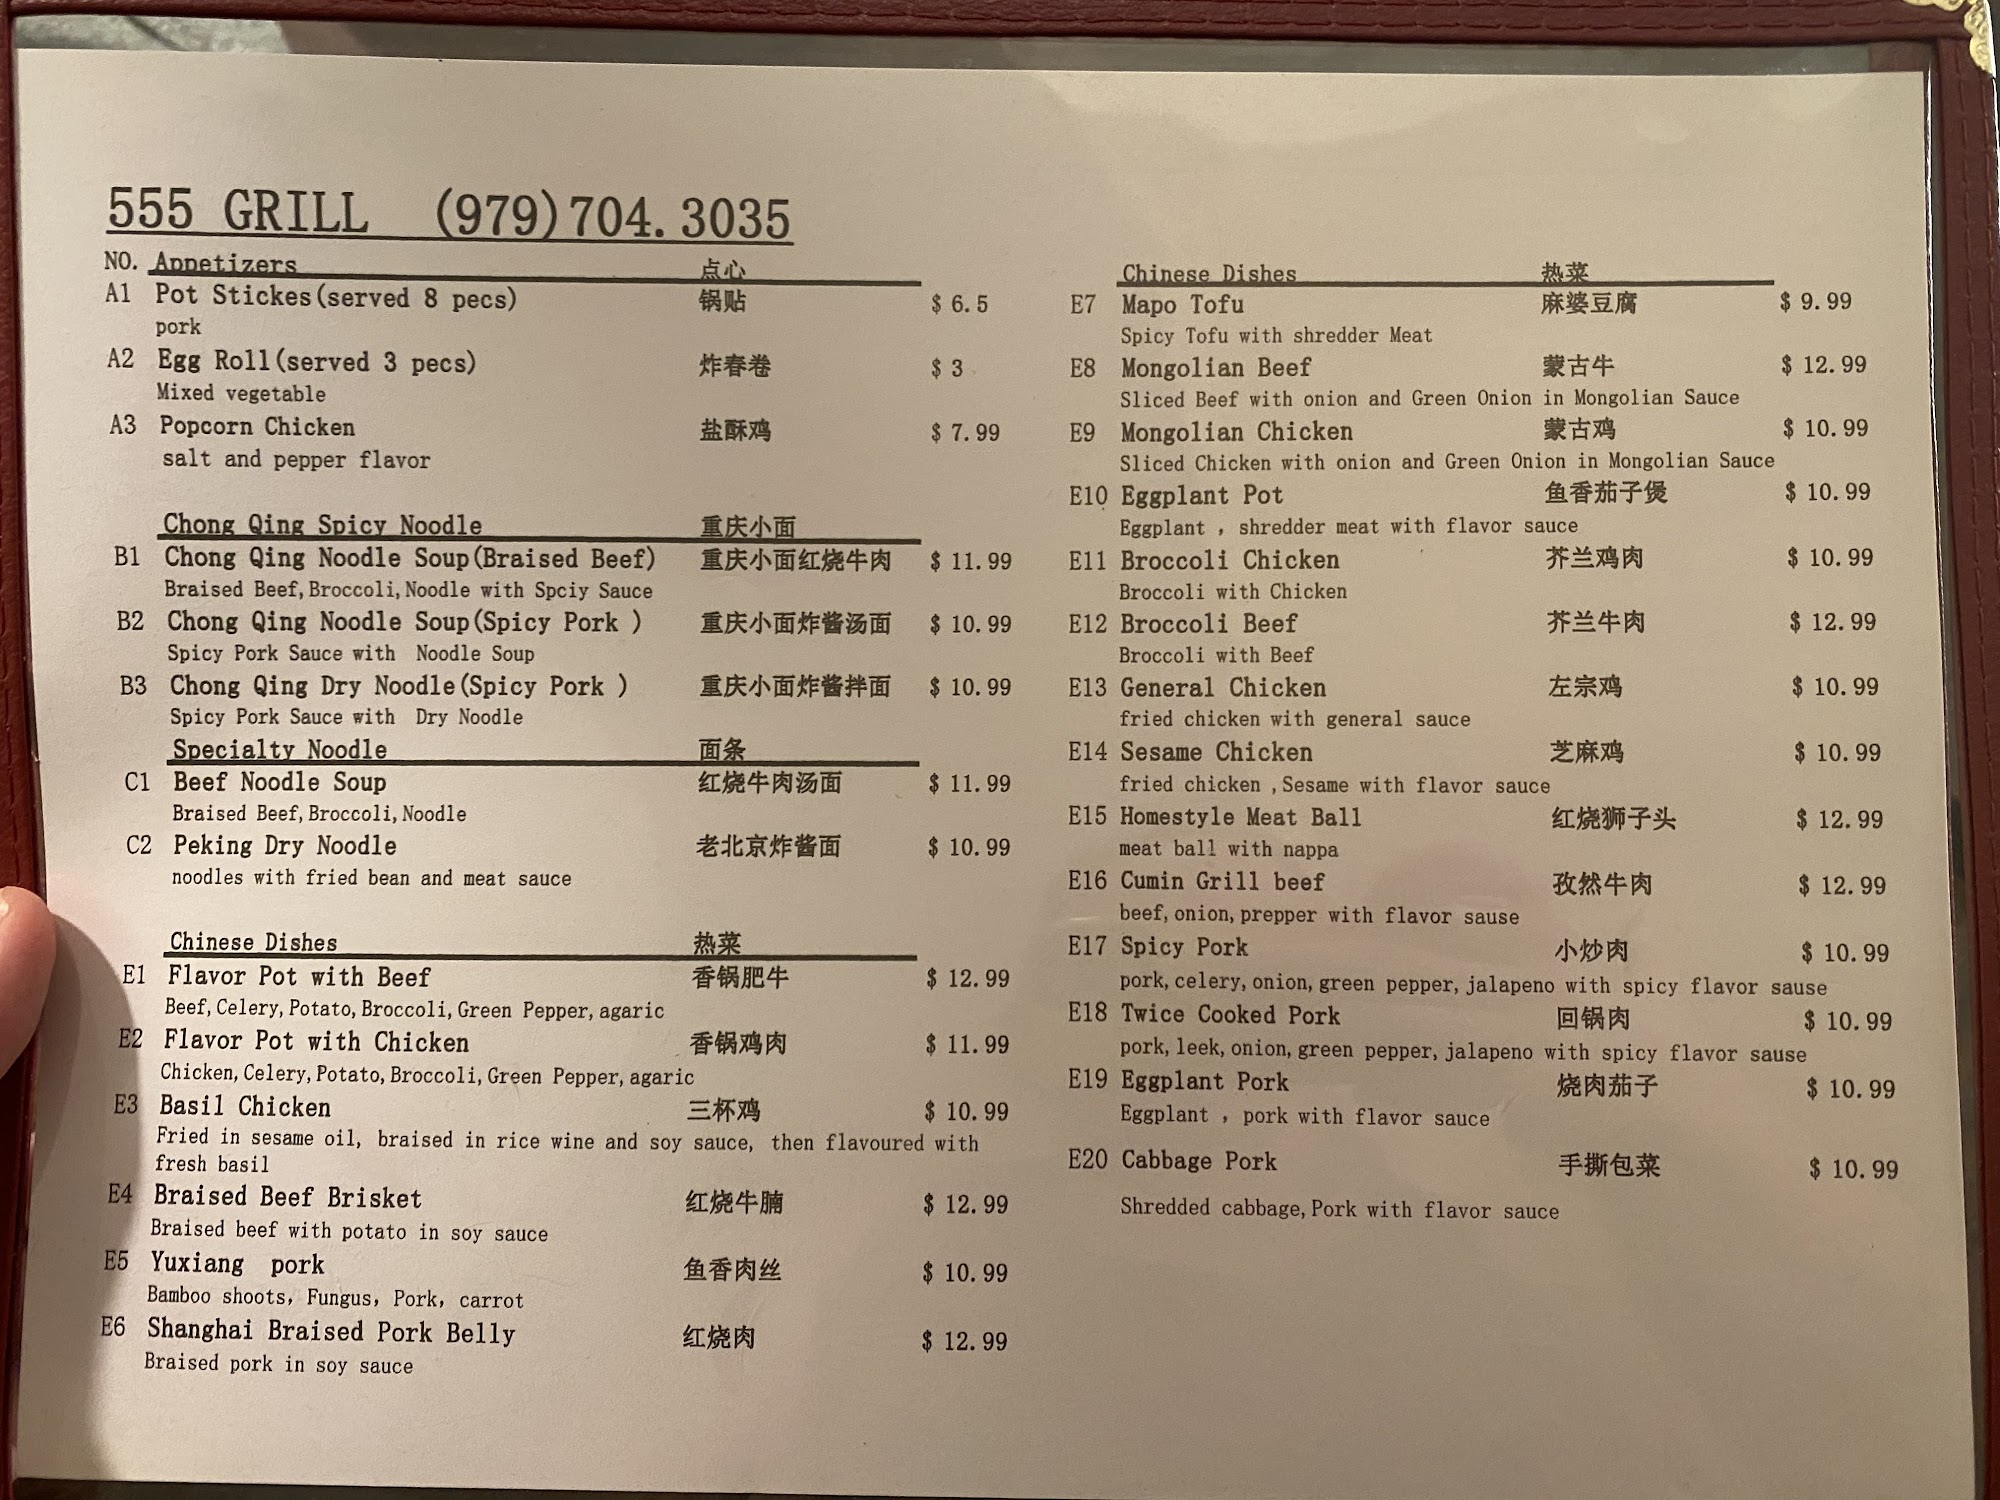 555 GRILL (979)704.3035
NO. Appetizers 点心
A1 Pot Stickes(served 8 pecs) 锅贴 $ 6.5
pork
A2 Egg Roll(served 3 pecs) 炸春卷 $ 3
Mixed vegetable
A3 Popcorn Chicken 盐酥鸡 $ 7.99
salt and pepper flavor
Chong Qing Spicy Noodle 重庆小面
B1 Chong Qing Noodle Soup(Braised Beef) 重庆小面红烧牛肉 $ 11.99
Braised Beef,Broccoli,Noodle with Spciy Sauce
B2 Chong Qing Noodle Soup(Spicy Pork ) 重庆小面炸酱汤面 $ 10.99
Spicy Pork Sauce with Noodle Soup
B3 Chong Qing Dry Noodle(Spicy Pork ) 重庆小面炸酱拌面 $ 10.99
Spicy Pork Sauce with Dry Noodle
Specialty Noodle 面条
C1 Beef Noodle Soup 红烧牛肉汤面 $ 11.99
Braised Beef,Broccoli,Noodle
C2 Peking Dry Noodle 老北京炸酱面 $ 10.99
noodles with fried bean and meat sauce
Chinese Dishes 热菜
E1 Flavor Pot with Beef 香锅肥牛 $ 12.99
Beef,Celery,Potato,Broccoli,Green Pepper,agaric
E2 Flavor Pot with Chicken 香锅鸡肉 $ 11.99
Chicken,Celery,Potato,Broccoli,Green Pepper,agaric
E3 Basil Chicken 三杯鸡 $ 10.99
Fried in sesame oil, braised in rice wine and soy sauce, then flavoured with
fresh basil
E4 Braised Beef Brisket 红烧牛腩 $ 12.99
Braised beef with potato in soy sauce
E5 Yuxiang pork 鱼香肉丝 $ 10.99
Bamboo shoots, Fungus, Pork, carrot
E6 Shanghai Braised Pork Belly 红烧肉 $ 12.99
Braised pork in soy sauce
Chinese Dishes 热菜
E7 Mapo Tofu 麻婆豆腐 $ 9.99
Spicy Tofu with shredder Meat
E8 Mongolian Beef 蒙古牛 $ 12.99
Sliced Beef with onion and Green Onion in Mongolian Sauce
E9 Mongolian Chicken 蒙古鸡 $ 10.99
Sliced Chicken with onion and Green Onion in Mongolian Sauce
E10 Eggplant Pot 鱼香茄子煲 $ 10.99
Eggplant , shredder meat with flavor sauce
E11 Broccoli Chicken 芥兰鸡肉 $ 10.99
Broccoli with Chicken
E12 Broccoli Beef 芥兰牛肉 $ 12.99
Broccoli with Beef
E13 General Chicken 左宗鸡 $ 10.99
fried chicken with general sauce
E14 Sesame Chicken 芝麻鸡 $ 10.99
fried chicken ,Sesame with flavor sauce
E15 Homestyle Meat Ball 红烧狮子头 $ 12.99
meat ball with nappa
E16 Cumin Grill beef 孜然牛肉 $ 12.99
beef,onion,prepper with flavor sause
E17 Spicy Pork 小炒肉 $ 10.99
pork,celery,onion,green pepper,jalapeno with spicy flavor sause
E18 Twice Cooked Pork 回锅肉 $ 10.99
pork,leek,onion,green pepper,jalapeno with spicy flavor sause
E19 Eggplant Pork 烧肉茄子 $ 10.99
Eggplant , pork with flavor sauce
E20 Cabbage Pork 手撕包菜 $ 10.99
Shredded cabbage,Pork with flavor sauce